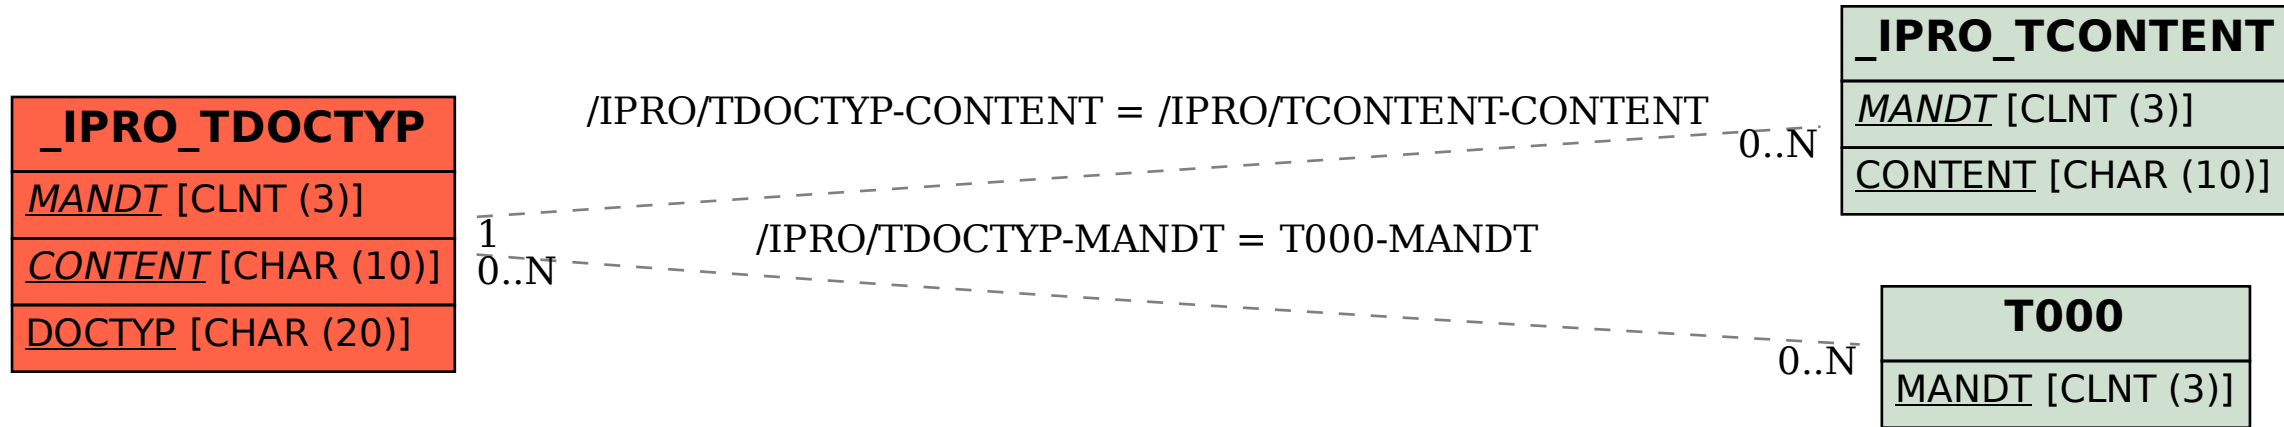 _IPRO_TDOCTYP
MANDT [CLNT (3)]
CONTENT [CHAR (10)]
DOCTYP [CHAR (20)]
/IPRO/TDOCTYP-CONTENT = /IPRO/TCONTENT-CONTENT
0..N
1
/IPRO/TDOCTYP-MANDT = T000-MANDT
0..N
0..N
_IPRO_TCONTENT
MANDT [CLNT (3)]
CONTENT [CHAR (10)]
T000
MANDT [CLNT (3)]